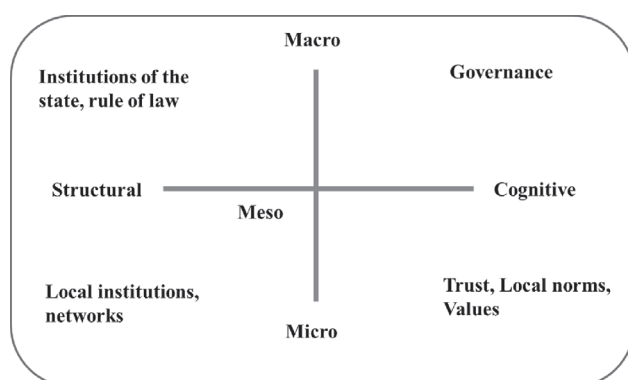 Macro
Institutions of the
state, rule of law
Governance
Structural
Cognitive
Meso
Local institutions,
networks
Trust, Local norms,
Values
Micro